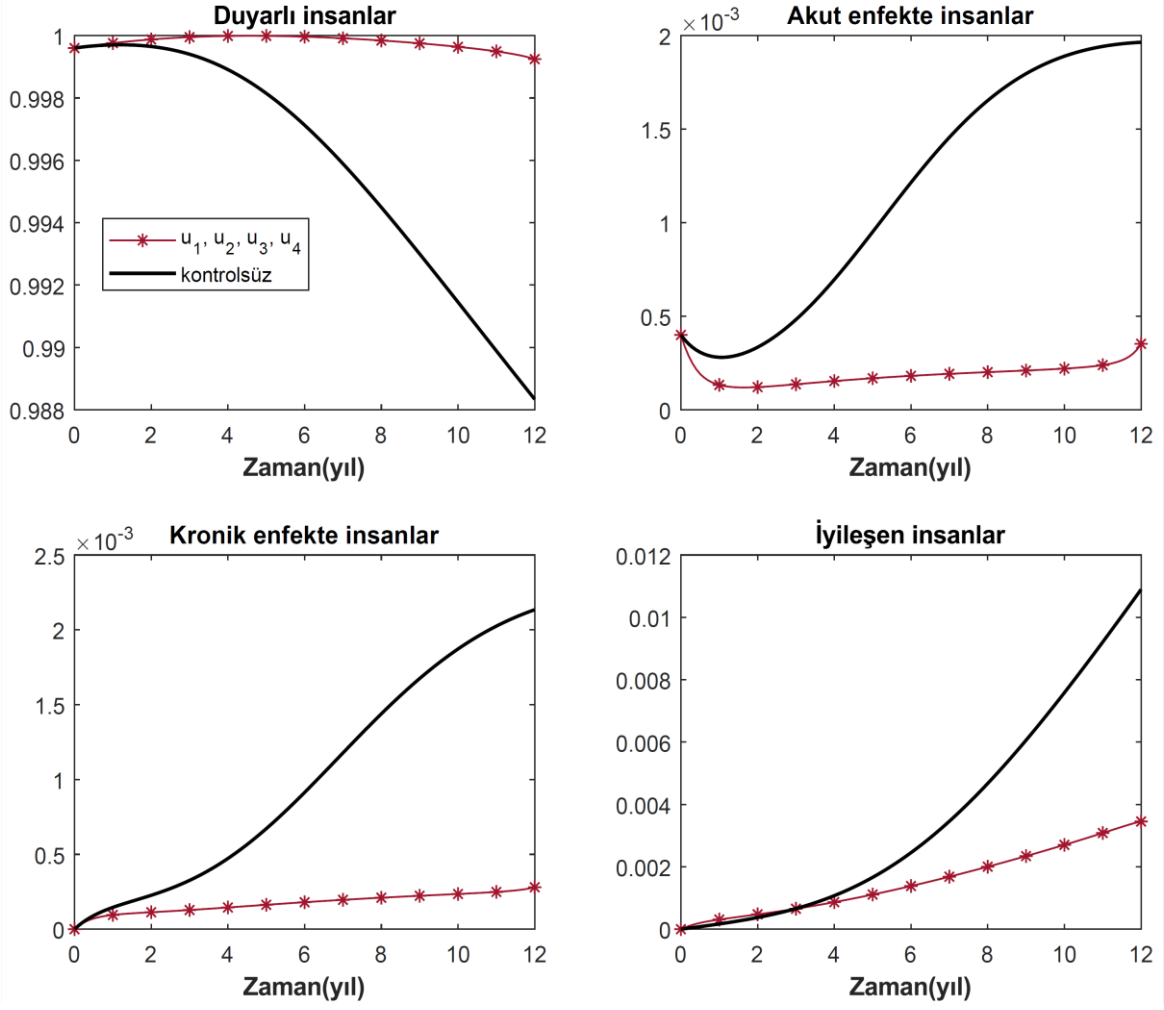 Duyarlı insanlar
1
0.998
0.996
0.994
0.992
0.99
0.988
0 2 4 6 8 10 12
Zaman(yıl)
u1, u2, u3, u4
kontrolsüz
Akut enfekte insanlar
×10-3
2
1.5
1
0.5
0
0 2 4 6 8 10 12
Zaman(yıl)
Kronik enfekte insanlar
×10-3
2.5
2
1.5
1
0.5
0
0 2 4 6 8 10 12
Zaman(yıl)
İyileşen insanlar
0.012
0.01
0.008
0.006
0.004
0.002
0
0 2 4 6 8 10 12
Zaman(yıl)